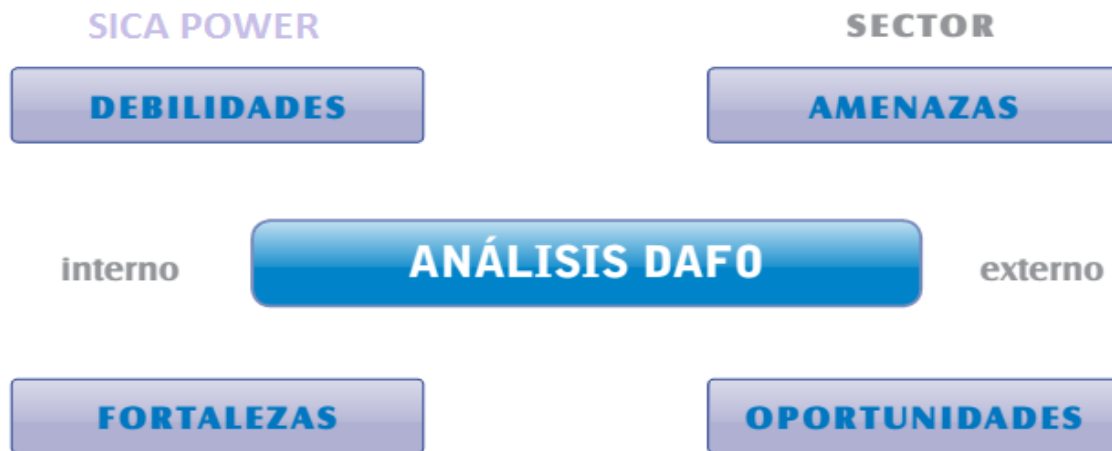 SICA POWER
SECTOR
DEBILIDADES
AMENAZAS
interno
ANÁLISIS DAFO
externo
FORTALEZAS
OPORTUNIDADES